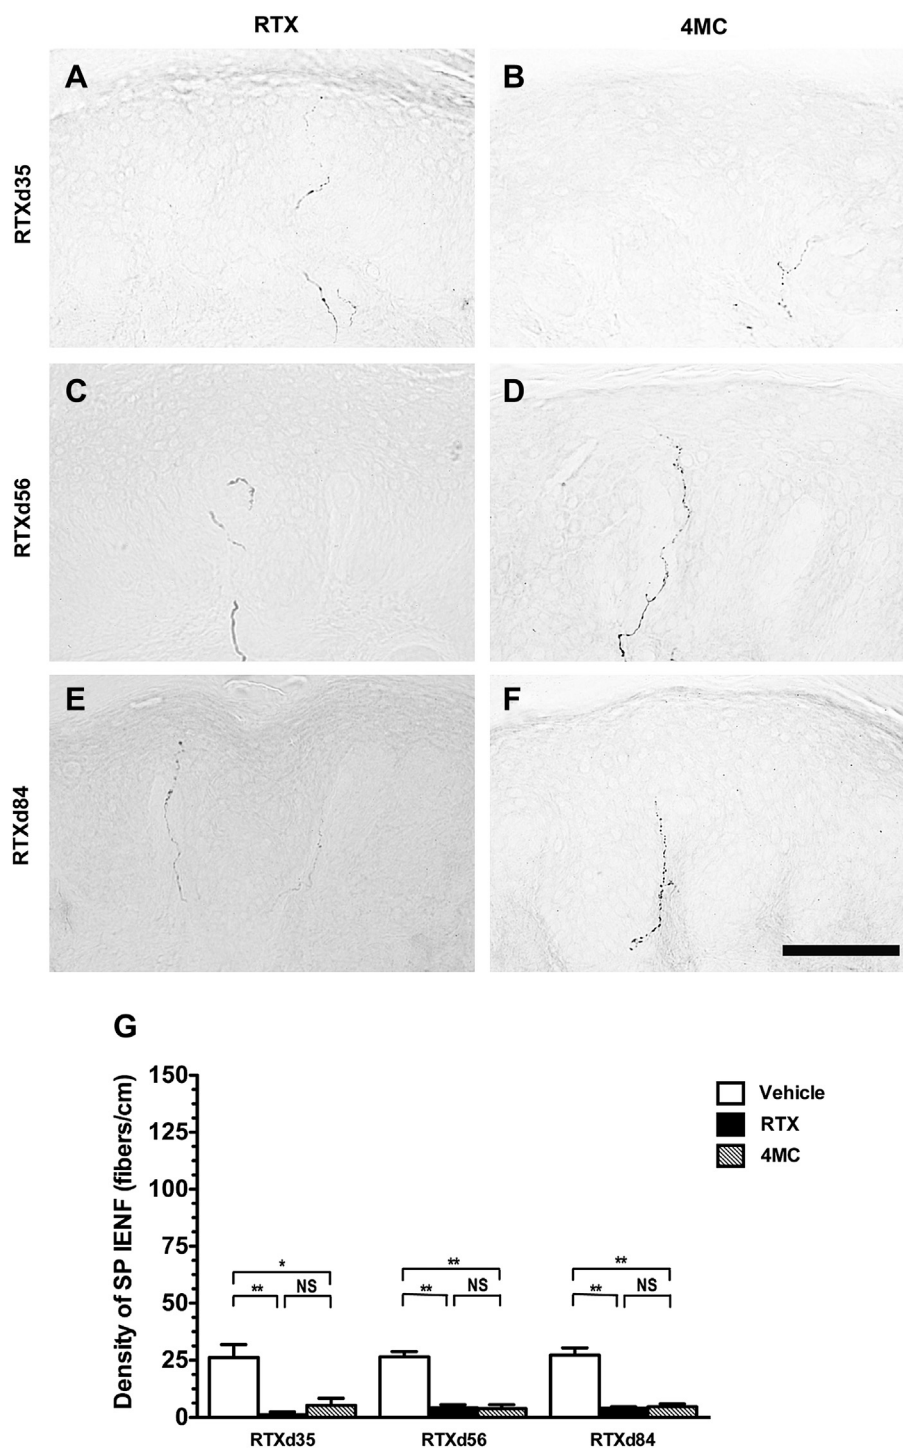 RTX 4MC
RTXd35
A B
RTXd56
C D
RTXd84
E F
G
Density of SP IENF (fibers/cm)
150
125
100
75
50
25
0
Vehicle
RTX
4MC
* ** **
** NS ** NS ** NS
RTXd35 RTXd56 RTXd84